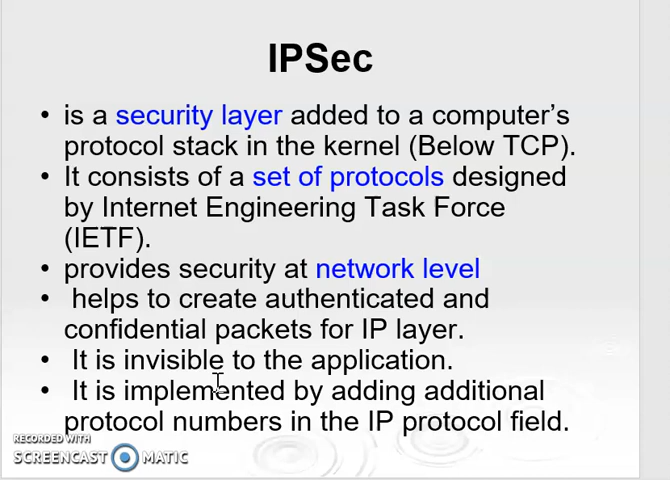 IPSec
• is a security layer added to a computer's
protocol stack in the kernel (Below TCP).
• It consists of a set of protocols designed
by Internet Engineering Task Force
(IETF).
• provides security at network level
• helps to create authenticated and
confidential packets for IP layer.
• It is invisible to the application.
• It is implemented by adding additional
protocol numbers in the IP protocol field.
RECORDED WITH
SCREENCAST MATIC